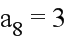 a₈ = 3